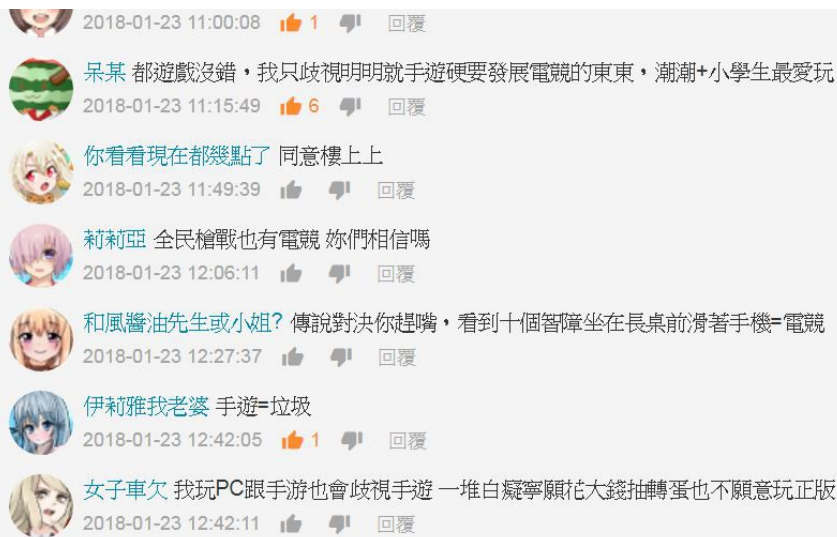 2018-01-23 11:00:08 1 回覆
呆某 都遊戲沒錯，我只歧視明明就手遊硬要發展電競的東東，潮潮+小學生最愛玩
2018-01-23 11:15:49 6 回覆
你看看現在都幾點了 同意樓上上
2018-01-23 11:49:39 回覆
莉莉亞 全民槍戰也有電競 妳們相信嗎
2018-01-23 12:06:11 回覆
和風醬油先生或小姐? 傳說對決你趕嘴，看到十個智障坐在長桌前滑著手機=電競
2018-01-23 12:27:37 回覆
伊莉雅我老婆 手遊=垃圾
2018-01-23 12:42:05 1 回覆
女子車欠 我玩PC跟手游也會歧視手遊 一堆白癡寧願花大錢抽轉蛋也不願意玩正版
2018-01-23 12:42:11 回覆